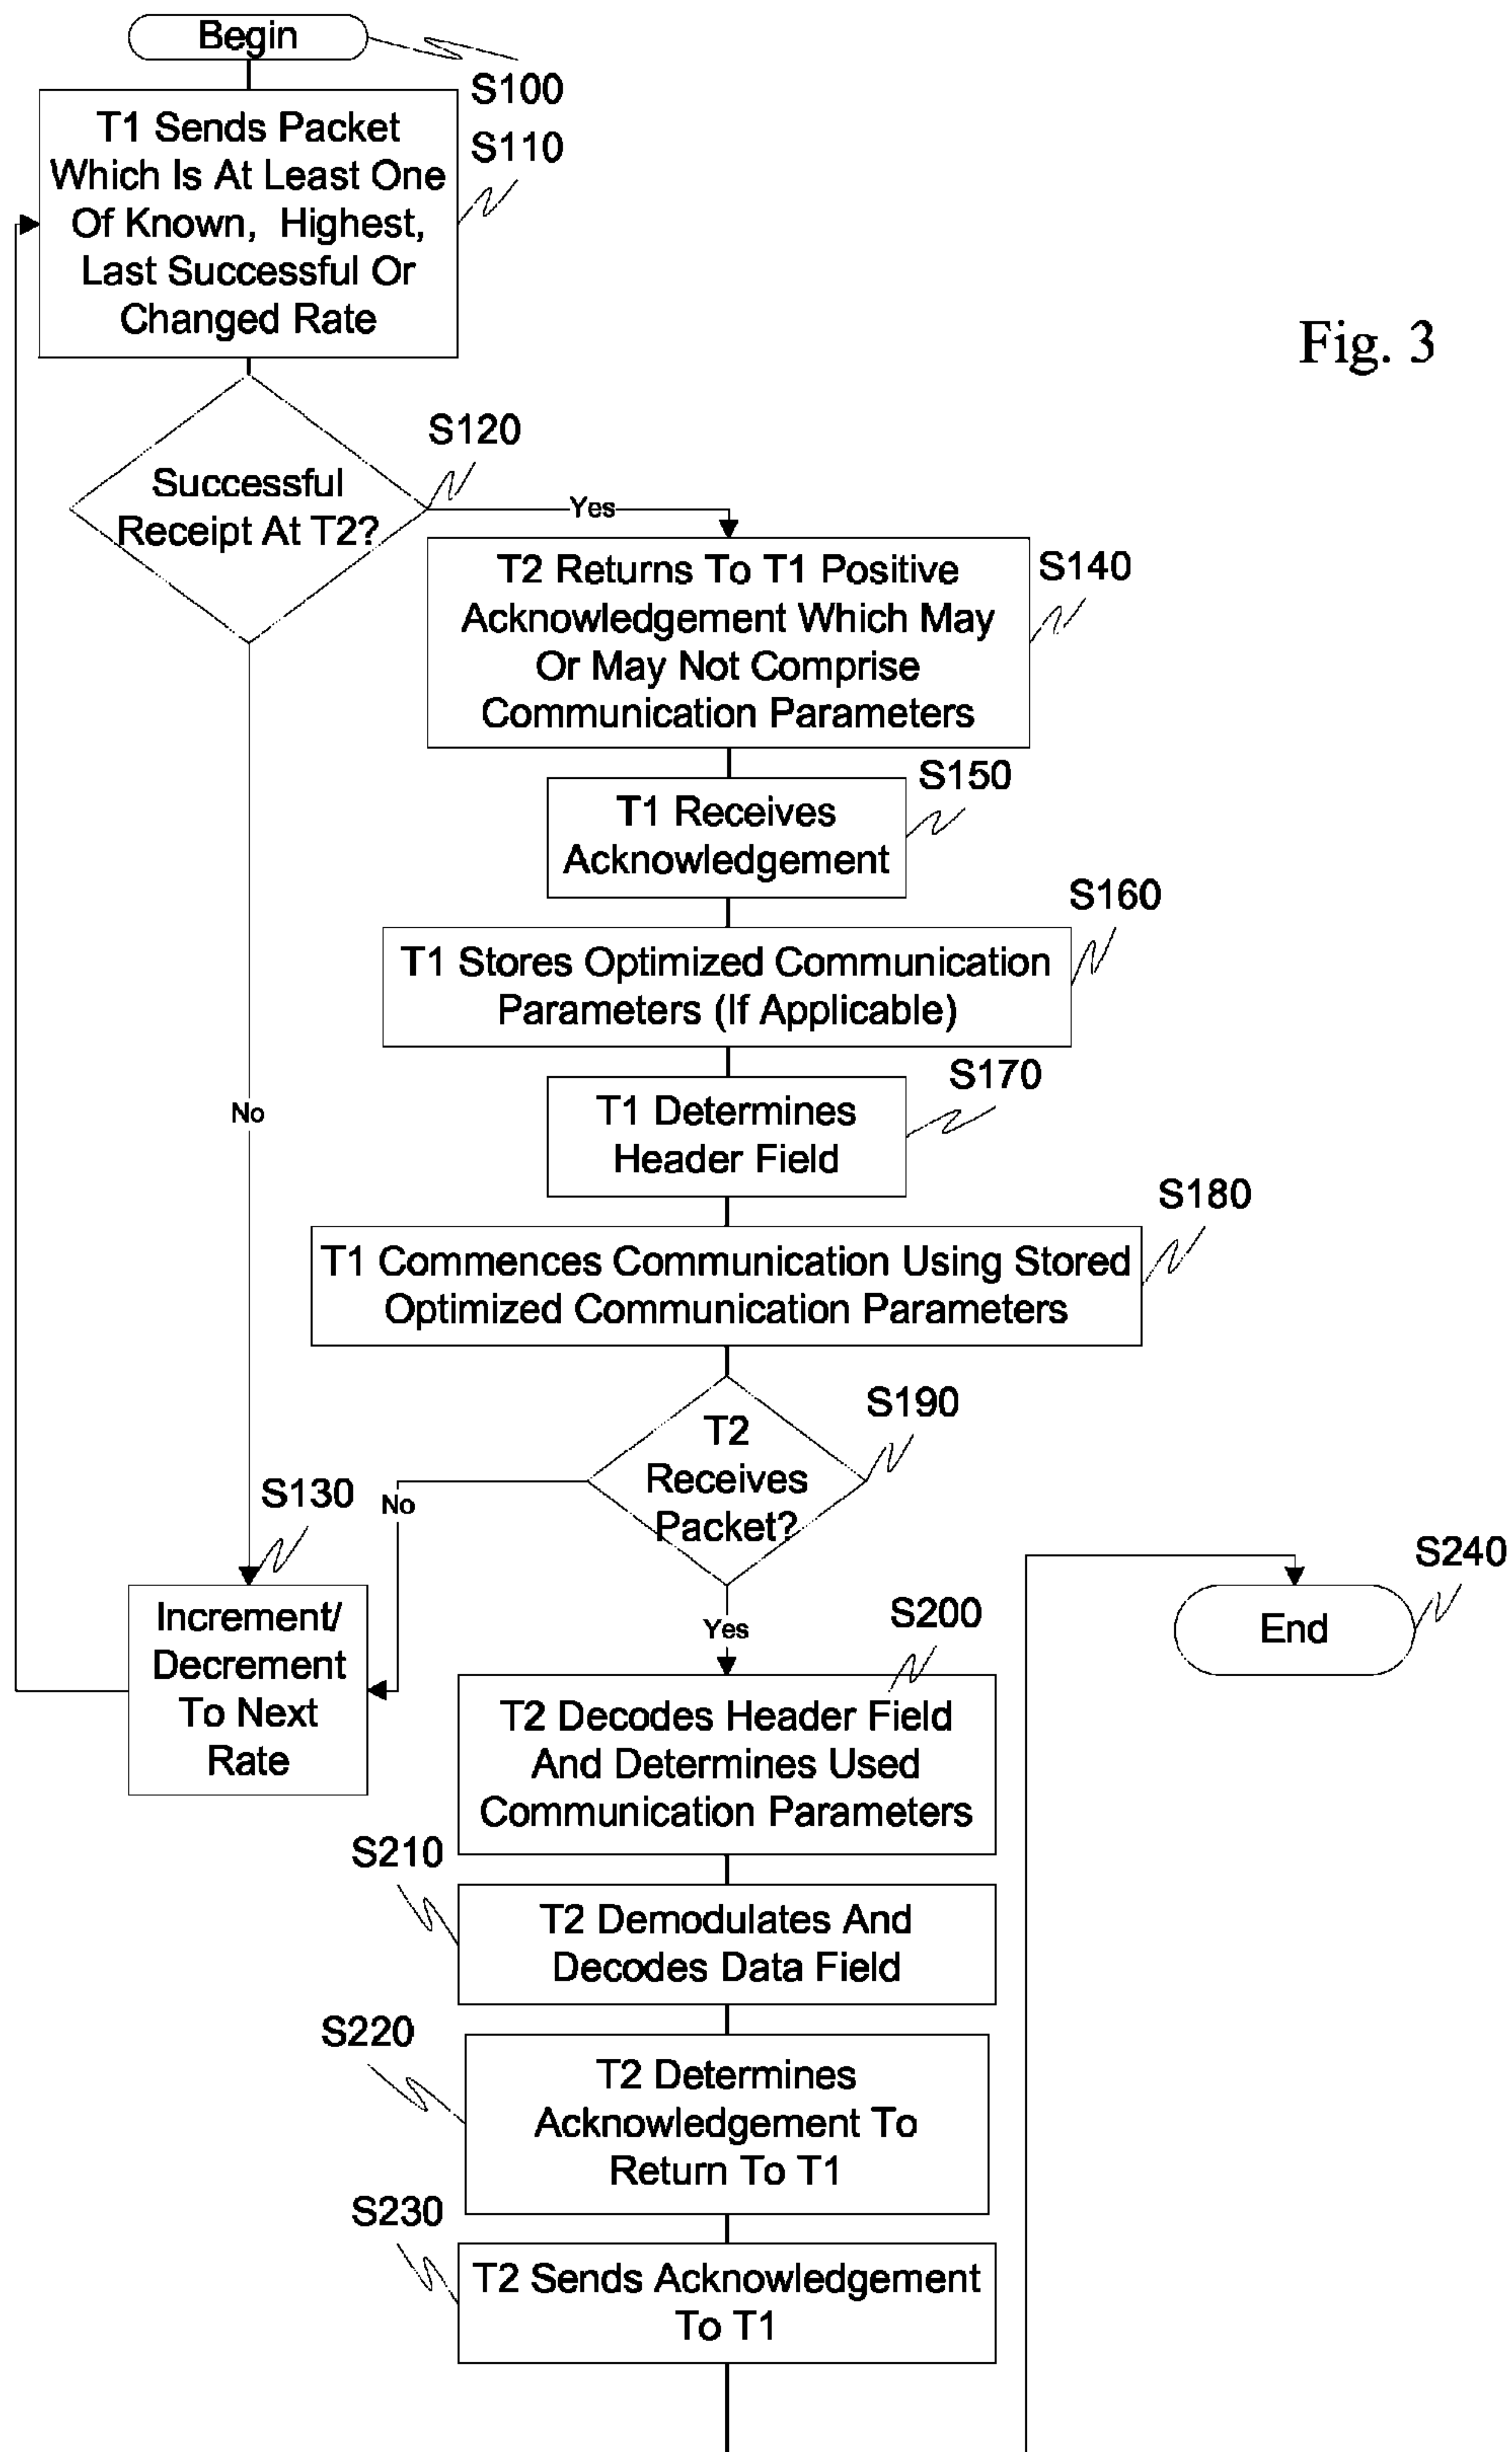 Begin
S100
T1 Sends Packet
Which Is At Least One
Of Known, Highest,
Last Successful Or
Changed Rate
S110
Fig. 3
Successful
Receipt At T2?
S120
Yes
T2 Returns To T1 Positive
Acknowledgement Which May
Or May Not Comprise
Communication Parameters
S140
T1 Receives
Acknowledgement
S150
T1 Stores Optimized Communication
Parameters (If Applicable)
S160
T1 Determines
Header Field
S170
No
T1 Commences Communication Using Stored
Optimized Communication Parameters
S180
T2
Receives
Packet?
S190
No
S130
Increment/
Decrement
To Next
Rate
Yes
S200
T2 Decodes Header Field
And Determines Used
Communication Parameters
S240
End
S210
T2 Demodulates And
Decodes Data Field
S220
T2 Determines
Acknowledgement To
Return To T1
S230
T2 Sends Acknowledgement
To T1